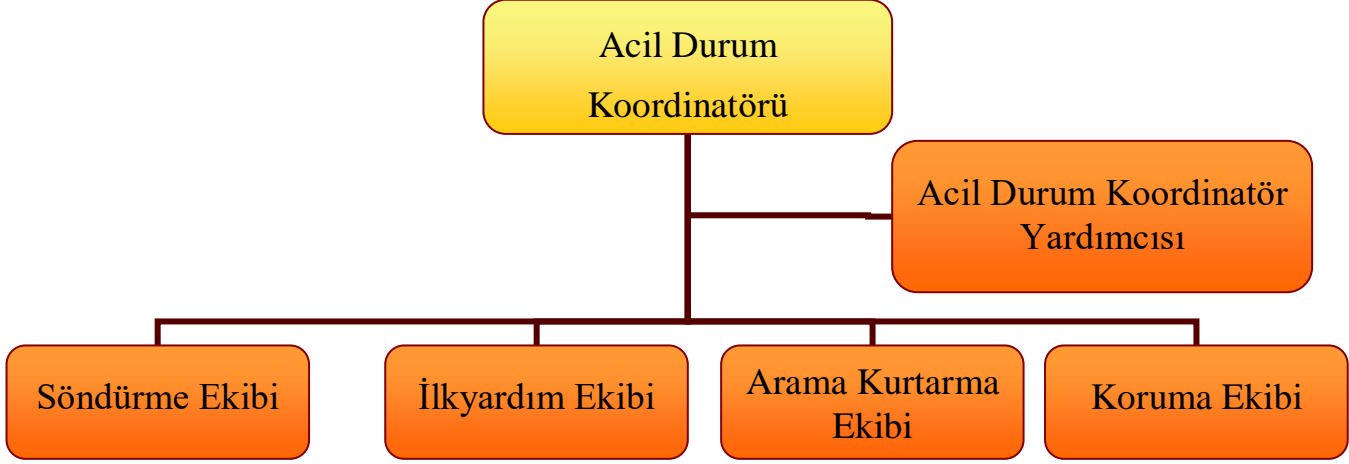 Acil Durum
Koordinatörü
Acil Durum Koordinatör
Yardımcısı
Söndürme Ekibi
İlkyardım Ekibi
Arama Kurtarma
Ekibi
Koruma Ekibi